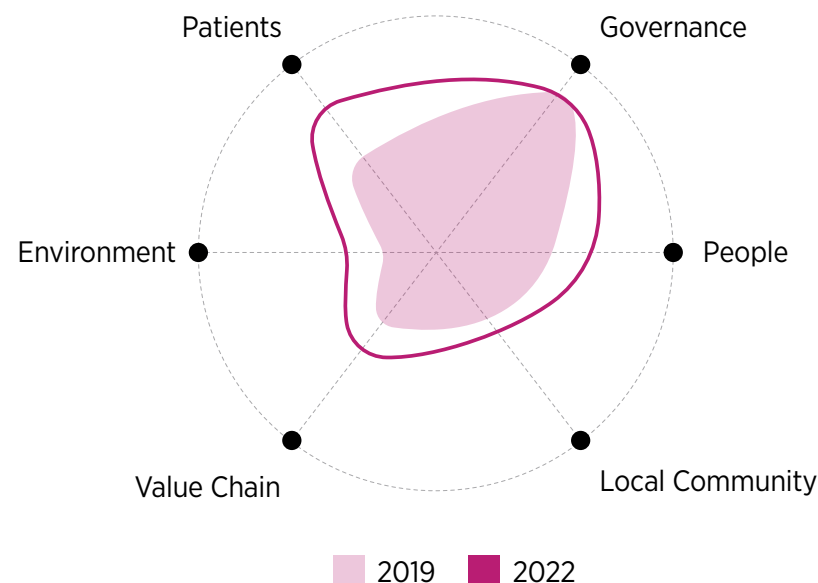 Patients
Governance
Environment
People
Value Chain
Local Community
2019
2022